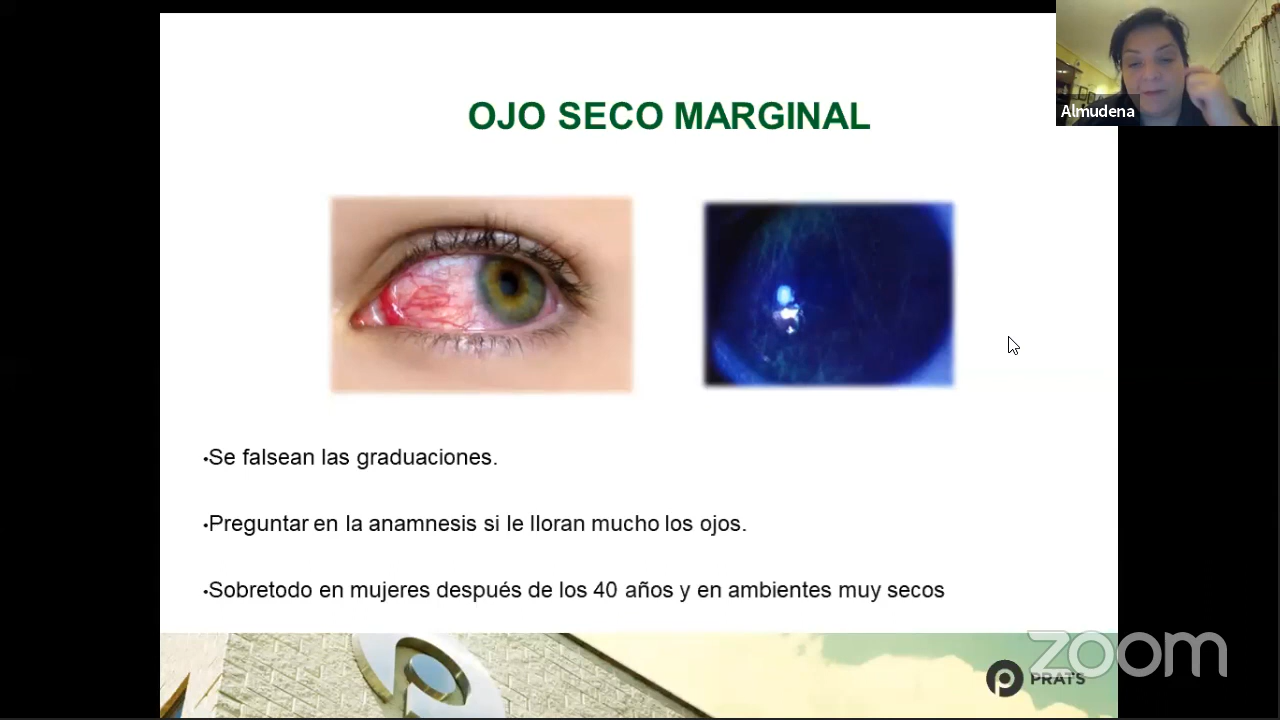 OJO SECO MARGINAL
Almudena
•Se falsean las graduaciones.
•Preguntar en la anamnesis si le lloran mucho los ojos.
•Sobretodo en mujeres después de los 40 años y en ambientes muy secos
zoom
PRATS